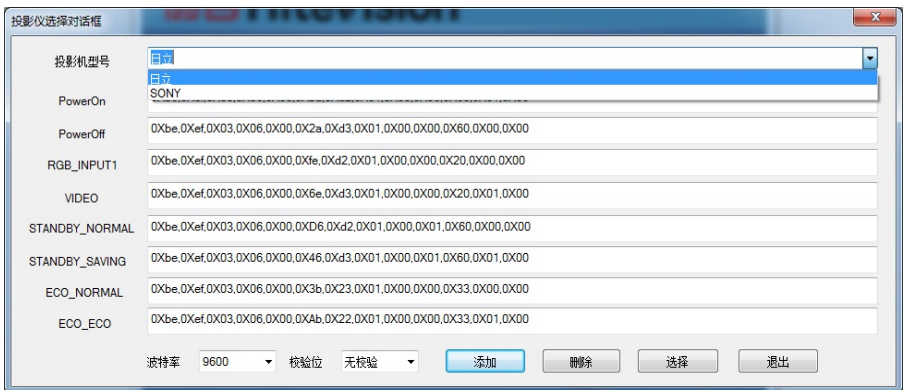 投影仪选择对话框
投影机型号 日立
日立
SONY
PowerOn
PowerOff 0Xbe,0Xef,0X03,0X06,0X00,0X2a,0Xd3,0X01,0X00,0X00,0X60,0X00,0X00
RGB_INPUT1 0Xbe,0Xef,0X03,0X06,0X00,0Xfe,0Xd2,0X01,0X00,0X00,0X20,0X00,0X00
VIDEO 0Xbe,0Xef,0X03,0X06,0X00,0X6e,0Xd3,0X01,0X00,0X00,0X20,0X01,0X00
STANDBY_NORMAL 0Xbe,0Xef,0X03,0X06,0X00,0XD6,0Xd2,0X01,0X00,0X01,0X60,0X00,0X00
STANDBY_SAVING 0Xbe,0Xef,0X03,0X06,0X00,0X46,0Xd3,0X01,0X00,0X01,0X60,0X01,0X00
ECO_NORMAL 0Xbe,0Xef,0X03,0X06,0X00,0X3b,0X23,0X01,0X00,0X00,0X33,0X00,0X00
ECO_ECO 0Xbe,0Xef,0X03,0X06,0X00,0XAb,0X22,0X01,0X00,0X00,0X33,0X01,0X00
波特率 9600 校验位 无校验 添加 删除 选择 退出